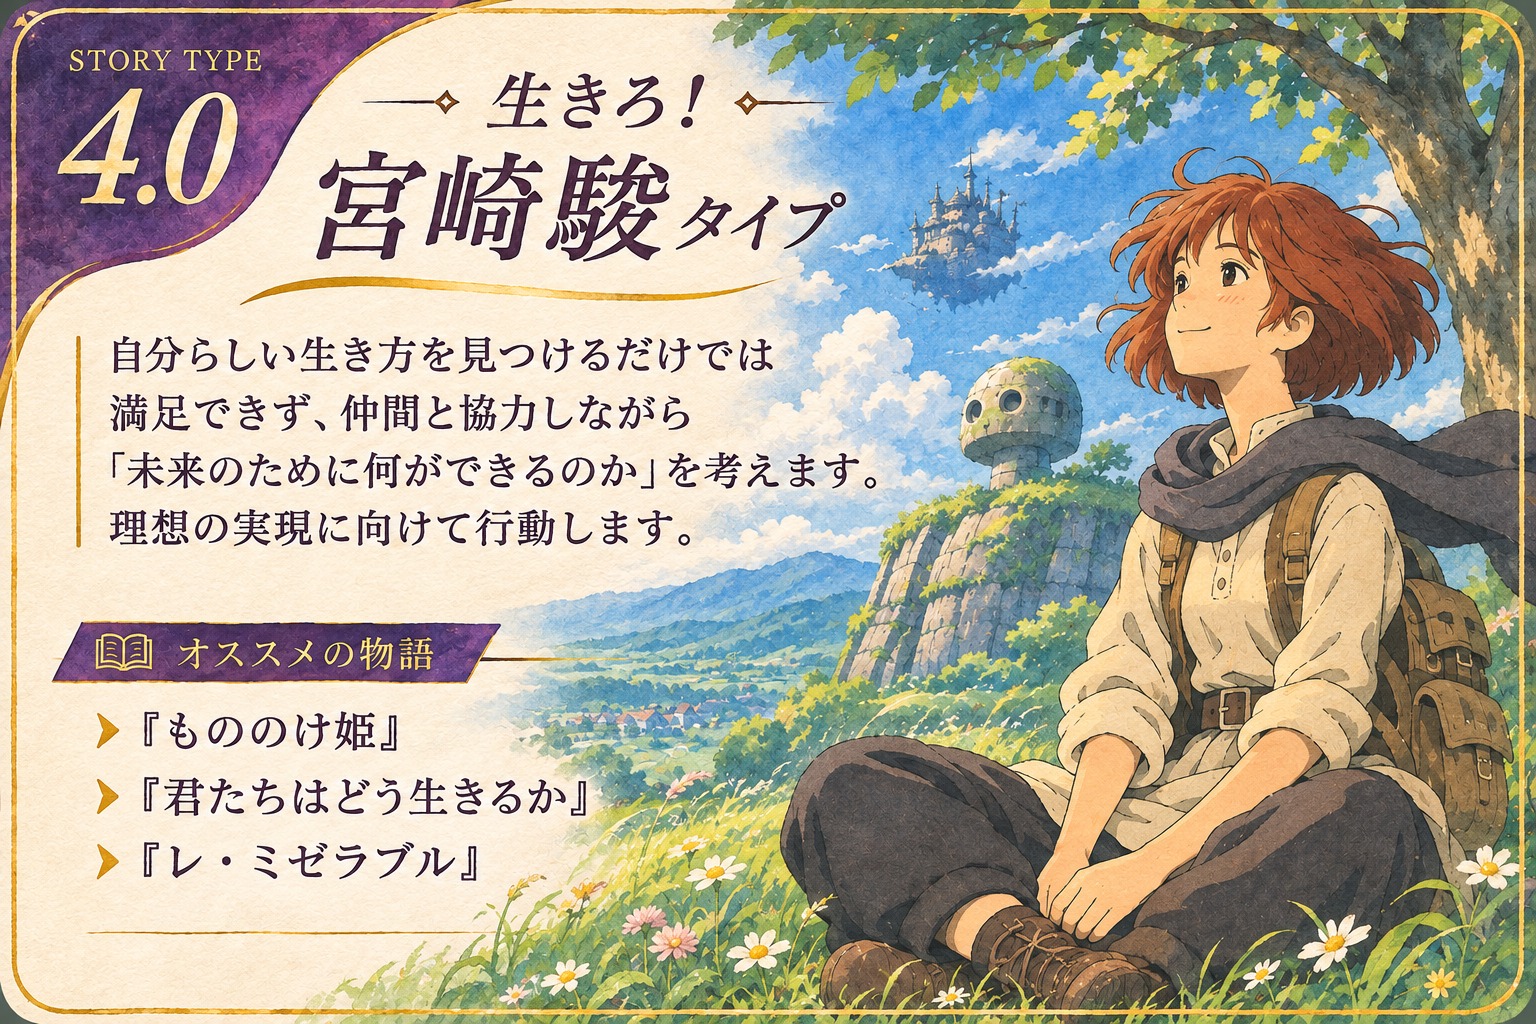 STORY TYPE
4.0
生きろ！
宮崎駿タイプ
自分らしい生き方を見つけるだけでは
満足できず、仲間と協力しながら
「未来のために何ができるのか」を考えます。
理想の実現に向けて行動します。
オススメの物語
『もののけ姫』
『君たちはどう生きるか』
『レ・ミゼラブル』